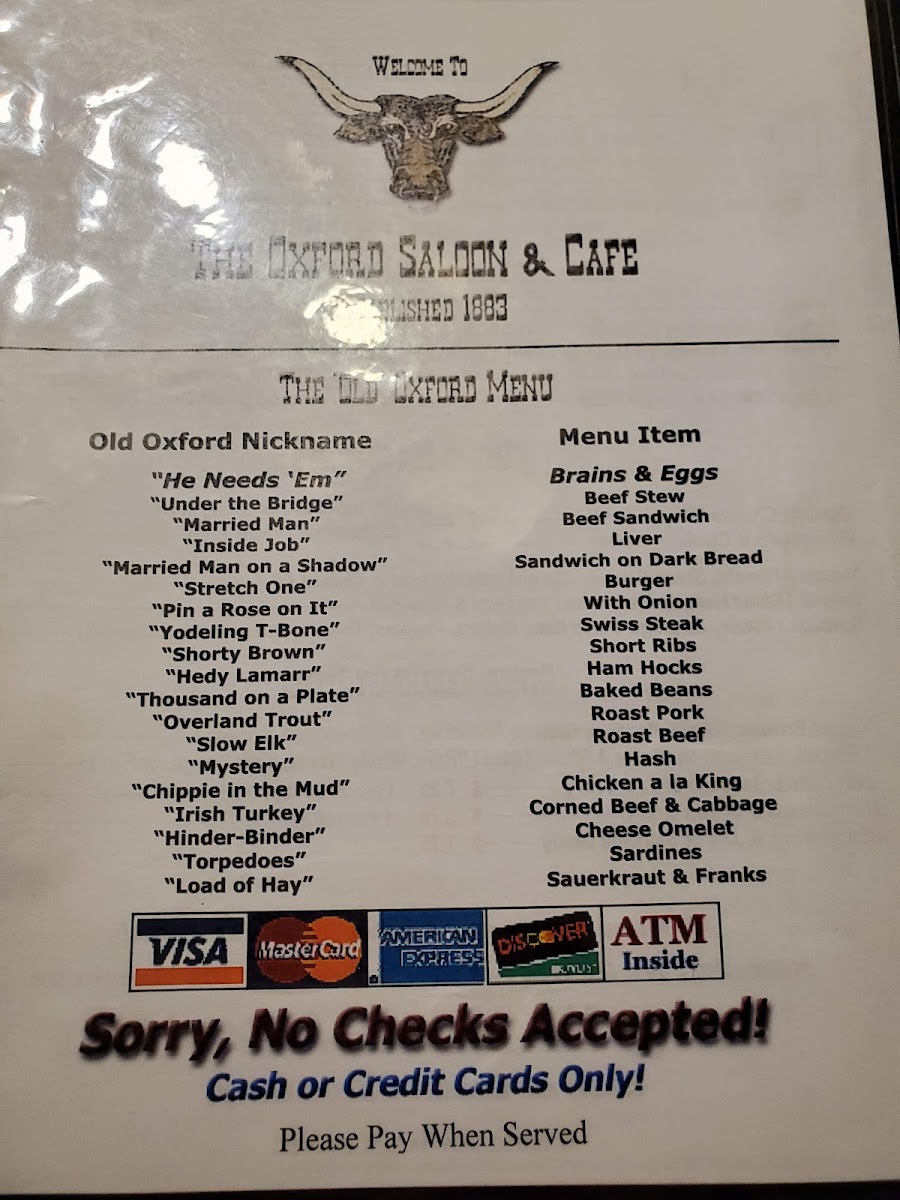 WELCOME TO
THE OXFORD SALOON & CAFE
ESTABLISHED 1883
THE 'OLD' OXFORD MENU
Old Oxford Nickname Menu Item
“He Needs ‘Em” Brains & Eggs
“Under the Bridge” Beef Stew
“Married Man” Beef Sandwich
“Inside Job” Liver
“Married Man on a Shadow” Sandwich on Dark Bread
“Stretch One” Burger
“Pin a Rose on It” With Onion
“Yodeling T-Bone” Swiss Steak
“Shorty Brown” Short Ribs
“Hedy Lamarr” Ham Hocks
“Thousand on a Plate” Baked Beans
“Overland Trout” Roast Pork
“Slow Elk” Roast Beef
“Mystery” Hash
“Chippie in the Mud” Chicken a la King
“Irish Turkey” Corned Beef & Cabbage
“Hinder-Binder” Cheese Omelet
“Torpedoes” Sardines
“Load of Hay” Sauerkraut & Franks
VISA MasterCard AMERICAN EXPRESS DISCOVER ATM Inside
Sorry, No Checks Accepted!
Cash or Credit Cards Only!
Please Pay When Served